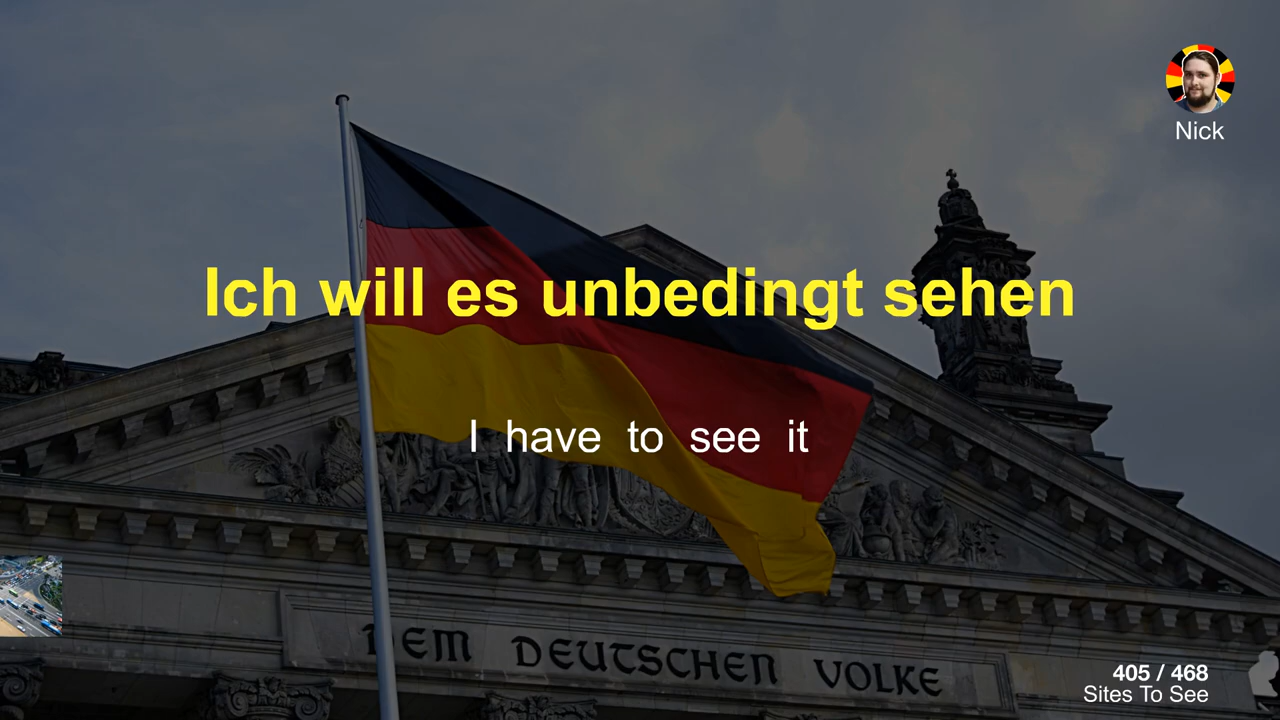 Nick
Ich will es unbedingt sehen
I have to see it
DEM DEUTSCHEN VOLKE
405 / 468
Sites To See